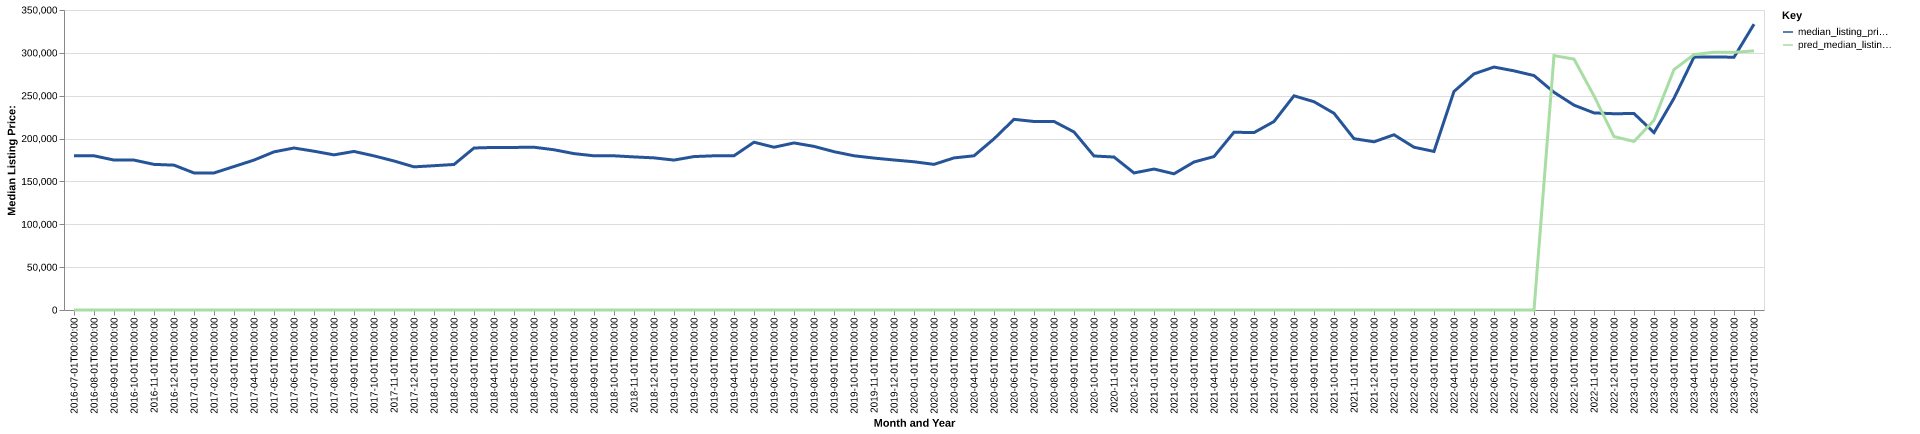 350,000
300,000
250,000
200,000
150,000
100,000
50,000
0
Median Listing Price:
2016-07-01T00:00:00
2016-08-01T00:00:00
2016-09-01T00:00:00
2016-10-01T00:00:00
2016-11-01T00:00:00
2016-12-01T00:00:00
2017-01-01T00:00:00
2017-02-01T00:00:00
2017-03-01T00:00:00
2017-04-01T00:00:00
2017-05-01T00:00:00
2017-06-01T00:00:00
2017-07-01T00:00:00
2017-08-01T00:00:00
2017-09-01T00:00:00
2017-10-01T00:00:00
2017-11-01T00:00:00
2017-12-01T00:00:00
2018-01-01T00:00:00
2018-02-01T00:00:00
2018-03-01T00:00:00
2018-04-01T00:00:00
2018-05-01T00:00:00
2018-06-01T00:00:00
2018-07-01T00:00:00
2018-08-01T00:00:00
2018-09-01T00:00:00
2018-10-01T00:00:00
2018-11-01T00:00:00
2018-12-01T00:00:00
2019-01-01T00:00:00
2019-02-01T00:00:00
2019-03-01T00:00:00
2019-04-01T00:00:00
2019-05-01T00:00:00
2019-06-01T00:00:00
2019-07-01T00:00:00
2019-08-01T00:00:00
2019-09-01T00:00:00
2019-10-01T00:00:00
2019-11-01T00:00:00
2019-12-01T00:00:00
2020-01-01T00:00:00
2020-02-01T00:00:00
2020-03-01T00:00:00
2020-04-01T00:00:00
2020-05-01T00:00:00
2020-06-01T00:00:00
2020-07-01T00:00:00
2020-08-01T00:00:00
2020-09-01T00:00:00
2020-10-01T00:00:00
2020-11-01T00:00:00
2020-12-01T00:00:00
2021-01-01T00:00:00
2021-02-01T00:00:00
2021-03-01T00:00:00
2021-04-01T00:00:00
2021-05-01T00:00:00
2021-06-01T00:00:00
2021-07-01T00:00:00
2021-08-01T00:00:00
2021-09-01T00:00:00
2021-10-01T00:00:00
2021-11-01T00:00:00
2021-12-01T00:00:00
2022-01-01T00:00:00
2022-02-01T00:00:00
2022-03-01T00:00:00
2022-04-01T00:00:00
2022-05-01T00:00:00
2022-06-01T00:00:00
2022-07-01T00:00:00
2022-08-01T00:00:00
2022-09-01T00:00:00
2022-10-01T00:00:00
2022-11-01T00:00:00
2022-12-01T00:00:00
2023-01-01T00:00:00
2023-02-01T00:00:00
2023-03-01T00:00:00
2023-04-01T00:00:00
2023-05-01T00:00:00
2023-06-01T00:00:00
2023-07-01T00:00:00
Month and Year
Key
median_listing_pri…
pred_median_listin…